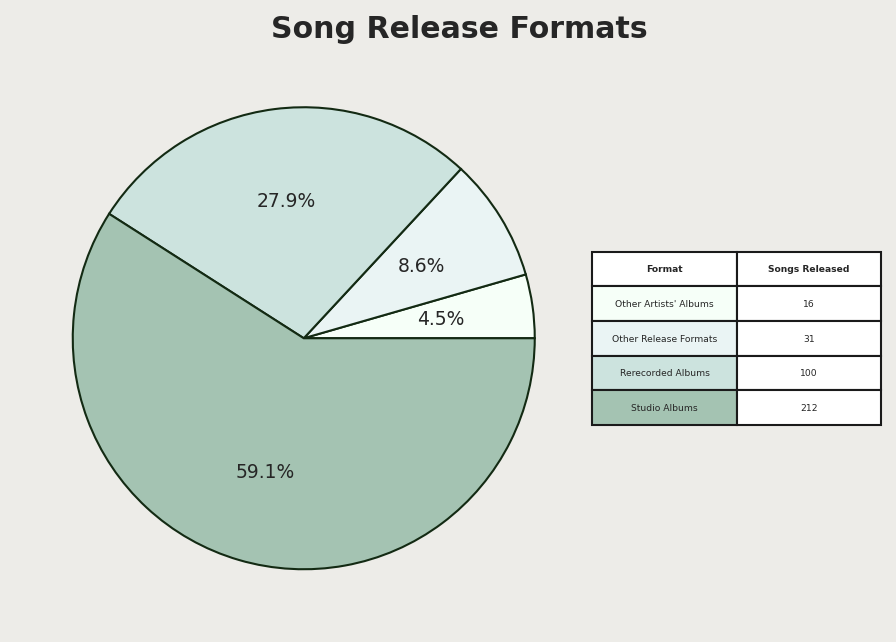 Song Release Formats
27.9%
8.6%
4.5%
59.1%
Format Songs Released
Other Artists' Albums 16
Other Release Formats 31
Rerecorded Albums 100
Studio Albums 212